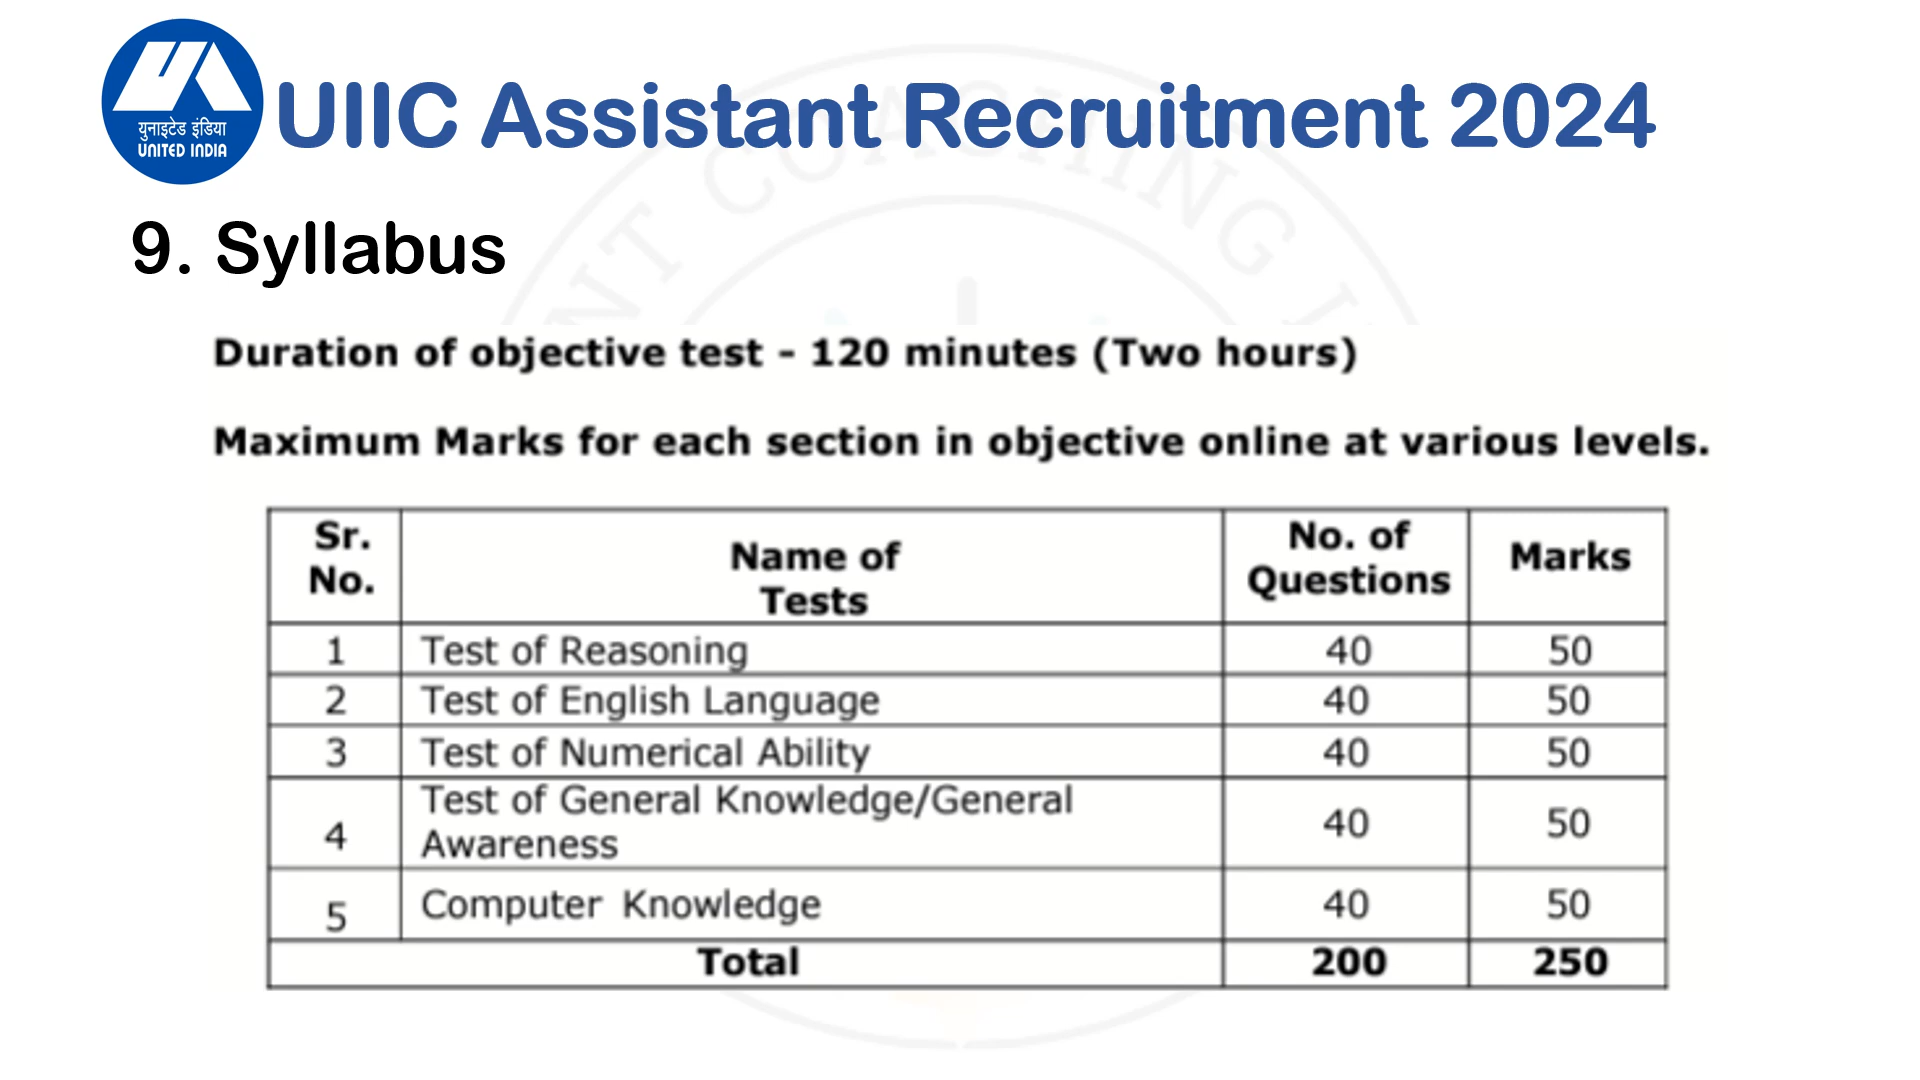 युनाइटेड इंडिया
UNITED INDIA
UIIC Assistant Recruitment 2024
COACHING
9. Syllabus
Duration of objective test - 120 minutes (Two hours)
Maximum Marks for each section in objective online at various levels.
Sr. No. Name of Tests No. of Questions Marks
1 Test of Reasoning 40 50
2 Test of English Language 40 50
3 Test of Numerical Ability 40 50
4 Test of General Knowledge/General Awareness 40 50
5 Computer Knowledge 40 50
Total 200 250